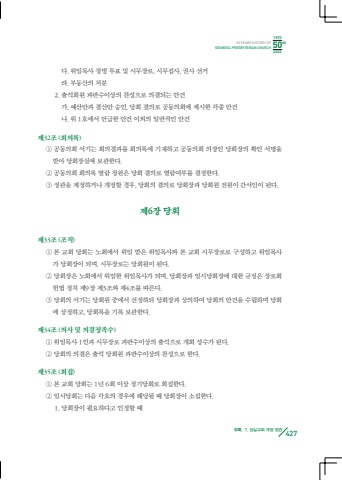 1972
50 YEARS HISTORY OF
SEONGIL PRESBYTERIAN CHURCH
50th
2022
다. 위임목사 청빙 투표 및 시무장로, 시무집사, 권사 선거
라. 부동산의 처분
2. 출석회원 과반수이상의 찬성으로 의결되는 안건
가. 예산안과 결산안 승인, 당회 결의로 공동의회에 제시한 각종 안건
나. 위 1호에서 언급한 안건 이외의 일반적인 안건
제32조 (회의록)
① 공동의회 서기는 회의결과를 회의록에 기재하고 공동의회 의장인 당회장의 확인 서명을
받아 당회장실에 보관한다.
② 공동의회 회의록 열람 청원은 당회 결의로 열람여부를 결정한다.
③ 정관을 제정하거나 개정할 경우, 당회의 결의로 당회장과 당회원 전원이 간서인이 된다.
제6장 당회
제33조 (조직)
① 본 교회 당회는 노회에서 위임 받은 위임목사와 본 교회 시무장로로 구성하고 위임목사
가 당회장이 되며, 시무장로는 당회원이 된다.
② 당회장은 노회에서 위임한 위임목사가 되며, 당회장과 임시당회장에 대한 규정은 장로회
헌법 정치 제9장 제3조와 제4조를 따른다.
③ 당회의 서기는 당회원 중에서 선정하되 당회장과 상의하여 당회의 안건을 수렴하며 당회
에 상정하고, 당회록을 기록 보관한다.
제34조 (의사 및 의결정족수)
① 위임목사 1인과 시무장로 과반수이상의 출석으로 개회 성수가 된다.
② 당회의 의결은 출석 당회원 과반수이상의 찬성으로 한다.
제35조 (회집)
① 본 교회 당회는 1년 6회 이상 정기당회로 회집한다.
② 임시당회는 다음 각호의 경우에 해당될 때 당회장이 소집한다.
1. 당회장이 필요하다고 인정할 때
부록_ 7. 성일교회 개정 정관
427